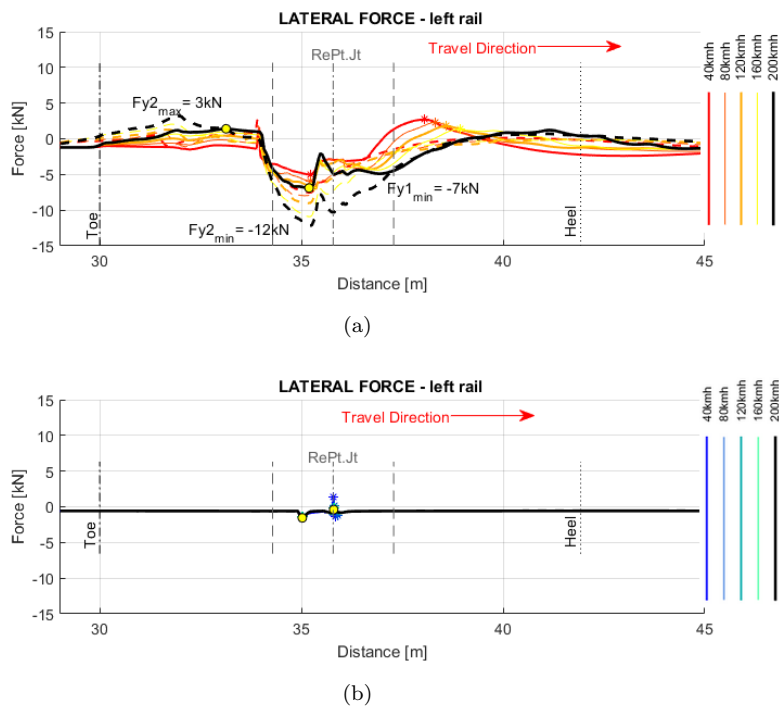 LATERAL FORCE - left rail
15
10
5
0
-5
-10
-15
Force [kN]
RePt.Jt
Travel Direction
Fy2max= 3kN
Fy1min= -7kN
Fy2min= -12kN
Toe
Heel
30
35
40
45
Distance [m]
40kmh
80kmh
120kmh
160kmh
200kmh
(a)
LATERAL FORCE - left rail
15
10
5
0
-5
-10
-15
Force [kN]
Travel Direction
RePt.Jt
Toe
Heel
30
35
40
45
Distance [m]
40kmh
80kmh
120kmh
160kmh
200kmh
(b)